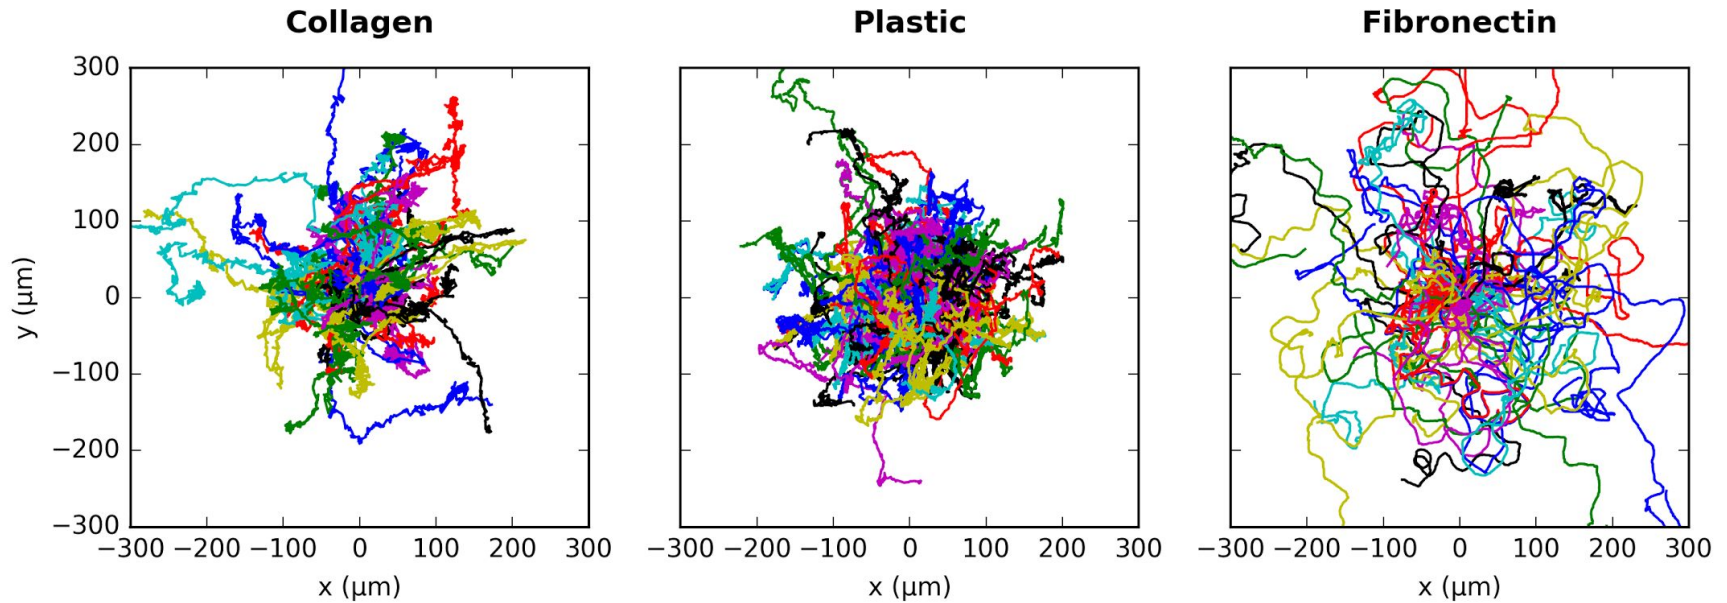 Collagen
Plastic
Fibronectin
300
200
100
0
−100
−200
−300
y (μm)
−300 −200 −100 0 100 200 300
−300 −200 −100 0 100 200 300
−300 −200 −100 0 100 200 300
x (μm)
x (μm)
x (μm)